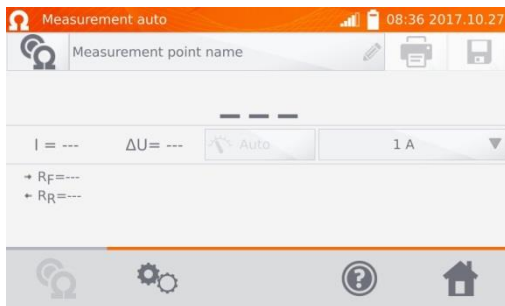 Measurement auto 08:36 2017.10.27
Measurement point name
---
I = --- ΔU= --- Auto 1 A
→ RF=---
← RR=---